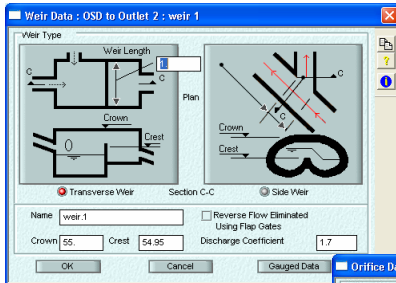 Weir Data : OSD to Outlet 2 : weir 1
Weir Type
Weir Length
1.
C
C
C
C
Plan
Crown
Crest
Crown
Crest
Transverse Weir
Section C-C
Side Weir
Name
weir.1
Reverse Flow Eliminated
Using Flap Gates
Crown
55.
Crest
54.95
Discharge Coefficient
1.7
OK
Cancel
Gauged Data
Orifice Da